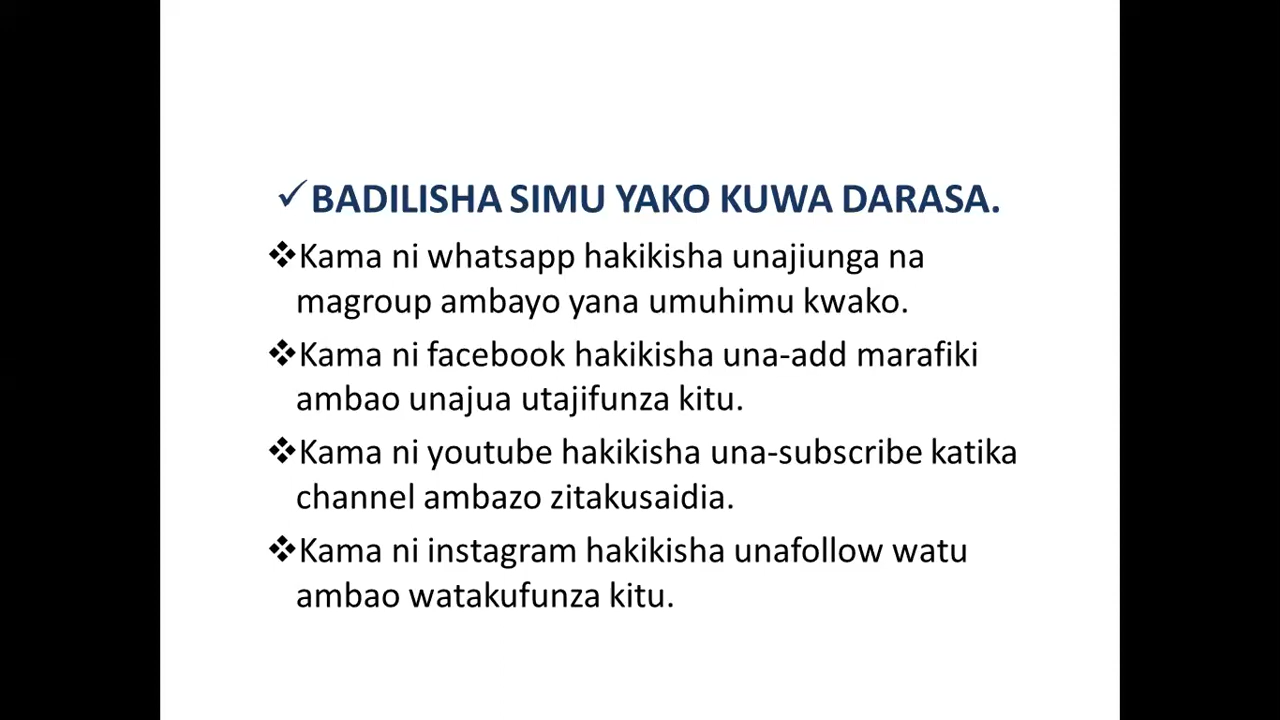 ✓BADILISHA SIMU YAKO KUWA DARASA.
❖Kama ni whatsapp hakikisha unajiunga na
magroup ambayo yana umuhimu kwako.
❖Kama ni facebook hakikisha una-add marafiki
ambao unajua utajifunza kitu.
❖Kama ni youtube hakikisha una-subscribe katika
channel ambazo zitakusaidia.
❖Kama ni instagram hakikisha unafollow watu
ambao watakufunza kitu.